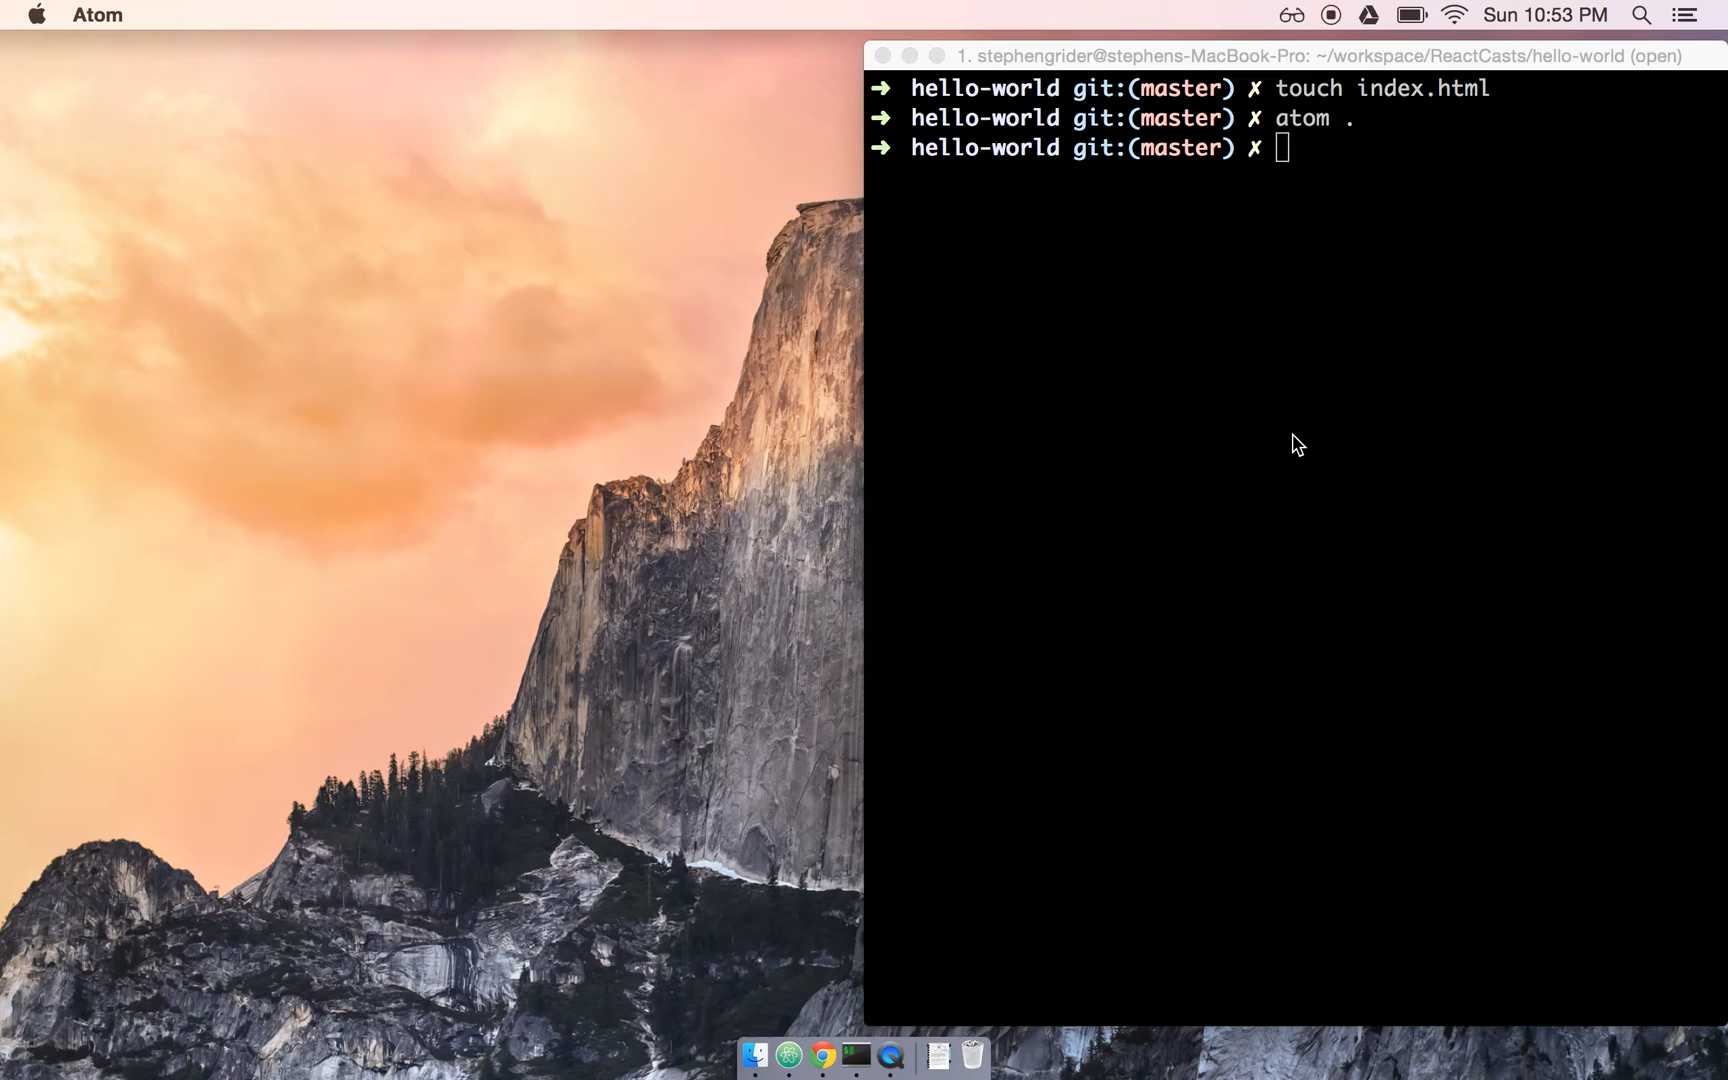 Atom
Sun 10:53 PM
1. stephengrider@stephens-MacBook-Pro: ~/workspace/ReactCasts/hello-world (open)
➜ hello-world git:(master) ✗ touch index.html
➜ hello-world git:(master) ✗ atom .
➜ hello-world git:(master) ✗